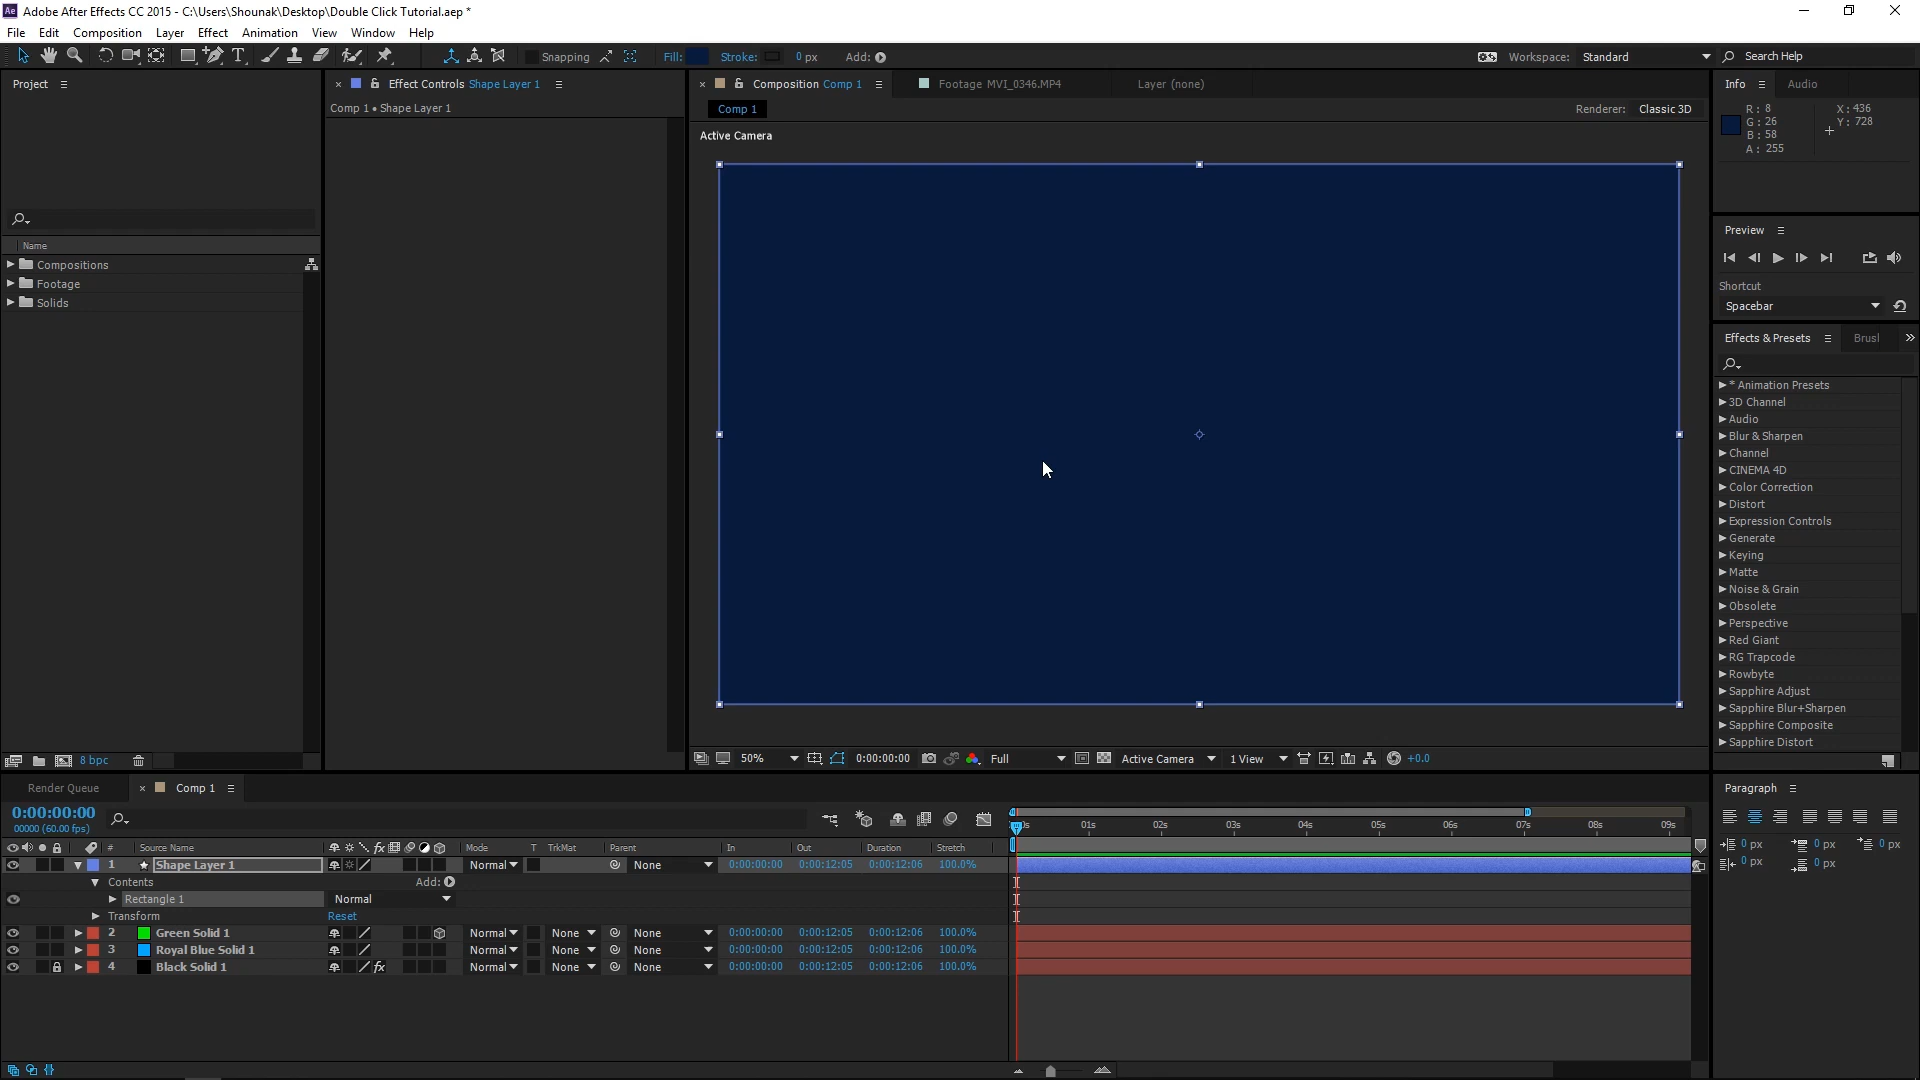 Ae Adobe After Effects CC 2015 - C:\Users\Shounak\Desktop\Double Click Tutorial.aep *
File Edit Composition Layer Effect Animation View Window Help
T Snapping Fill: Stroke: 0 px Add: Workspace: Standard Search Help
Project
Effect Controls Shape Layer 1
Comp 1 • Shape Layer 1
Name
Compositions
Footage
Solids
8 bpc
Composition Comp 1 Footage MVI_0346.MP4 Layer (none)
Comp 1 Renderer: Classic 3D
Active Camera
50% 0:00:00:00 Full Active Camera 1 View +0.0
Info Audio
R: 8 X: 436
G: 26 Y: 728
B: 58
A: 255
Preview
Shortcut
Spacebar
Effects & Presets Brusl
* Animation Presets
3D Channel
Audio
Blur & Sharpen
Channel
CINEMA 4D
Color Correction
Distort
Expression Controls
Generate
Keying
Matte
Noise & Grain
Obsolete
Perspective
Red Giant
RG Trapcode
Rowbyte
Sapphire Adjust
Sapphire Blur+Sharpen
Sapphire Composite
Sapphire Distort
Render Queue Comp 1
0:00:00:00
00000 (60.00 fps)
# Source Name fx Mode T TrkMat Parent In Out Duration Stretch
0s 01s 02s 03s 04s 05s 06s 07s 08s 09s
1 Shape Layer 1 Normal None 0:00:00:00 0:00:12:05 0:00:12:06 100.0%
Contents Add:
Rectangle 1 Normal
Transform Reset
2 Green Solid 1 Normal None None 0:00:00:00 0:00:12:05 0:00:12:06 100.0%
3 Royal Blue Solid 1 Normal None None 0:00:00:00 0:00:12:05 0:00:12:06 100.0%
4 Black Solid 1 fx Normal None None 0:00:00:00 0:00:12:05 0:00:12:06 100.0%
Paragraph
0 px 0 px 0 px
0 px 0 px